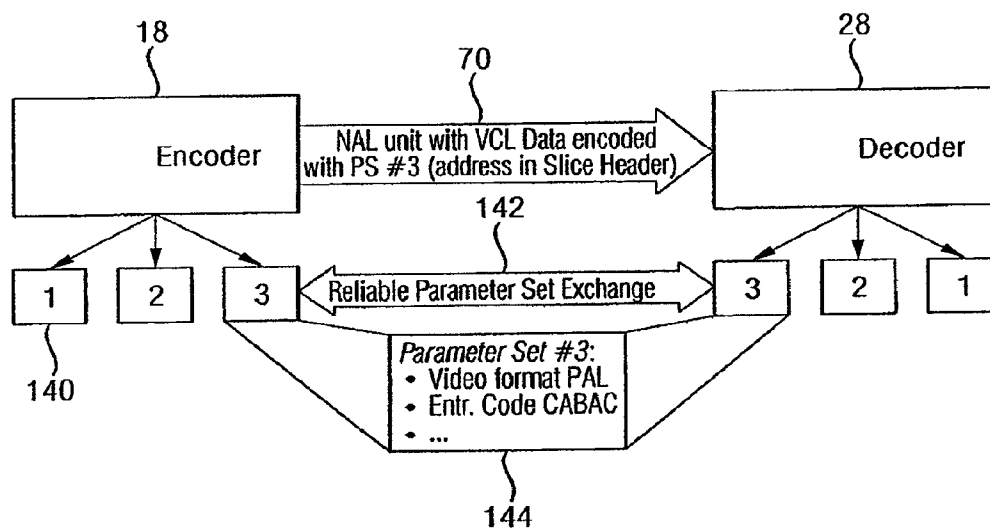 18
28
70
Encoder
NAL unit with VCL Data encoded
with PS #3 (address in Slice Header)
Decoder
142
1
2
3
Reliable Parameter Set Exchange
3
2
1
140
Parameter Set #3:
• Video format PAL
• Entr. Code CABAC
• ...
144